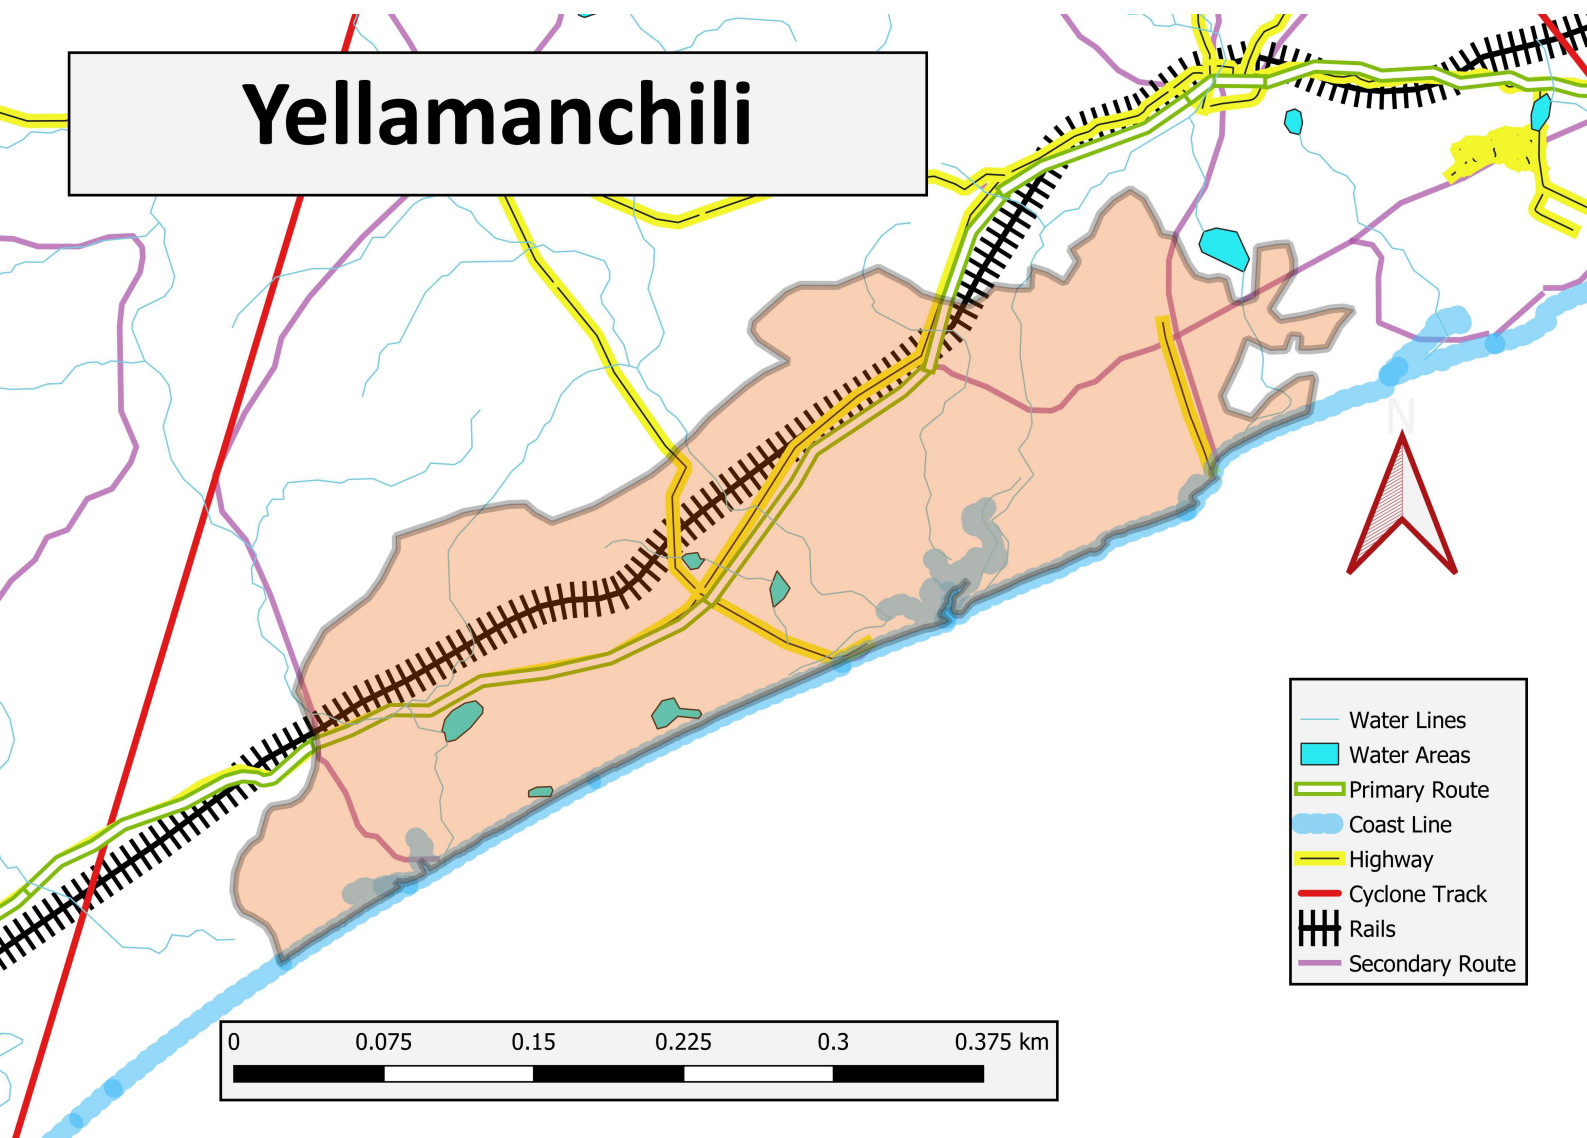 Yellamanchili
N
Water Lines
Water Areas
Primary Route
Coast Line
Highway
Cyclone Track
Rails
Secondary Route
0 0.075 0.15 0.225 0.3 0.375 km